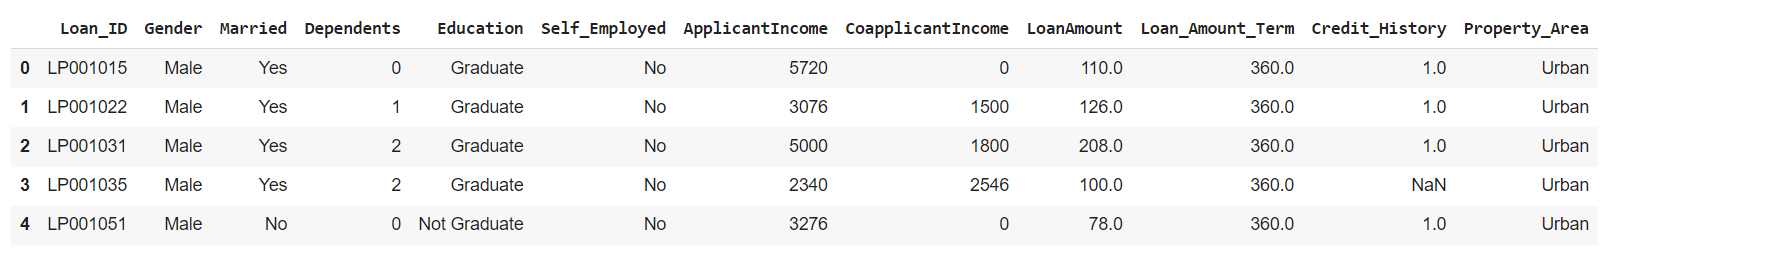 Loan_ID Gender Married Dependents Education Self_Employed ApplicantIncome CoapplicantIncome LoanAmount Loan_Amount_Term Credit_History Property_Area
0 LP001015 Male Yes 0 Graduate No 5720 0 110.0 360.0 1.0 Urban
1 LP001022 Male Yes 1 Graduate No 3076 1500 126.0 360.0 1.0 Urban
2 LP001031 Male Yes 2 Graduate No 5000 1800 208.0 360.0 1.0 Urban
3 LP001035 Male Yes 2 Graduate No 2340 2546 100.0 360.0 NaN Urban
4 LP001051 Male No 0 Not Graduate No 3276 0 78.0 360.0 1.0 Urban